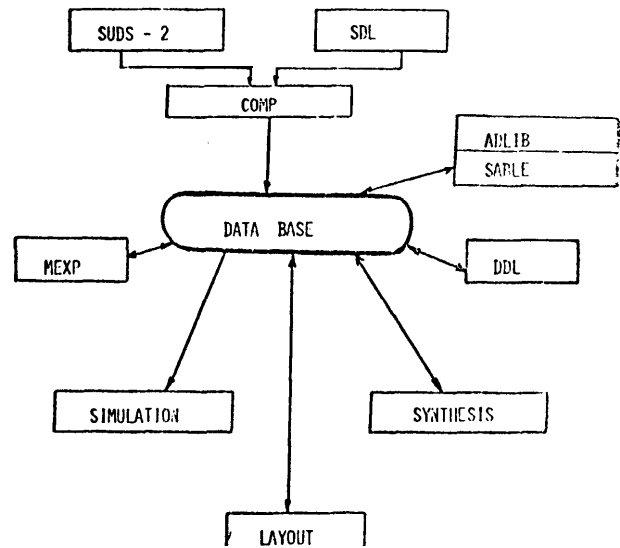 SUDS - 2
SDL
COMP
ADLIB
SABLE
DATA BASE
MEXP
DDL
SIMULATION
SYNTHESIS
LAYOUT